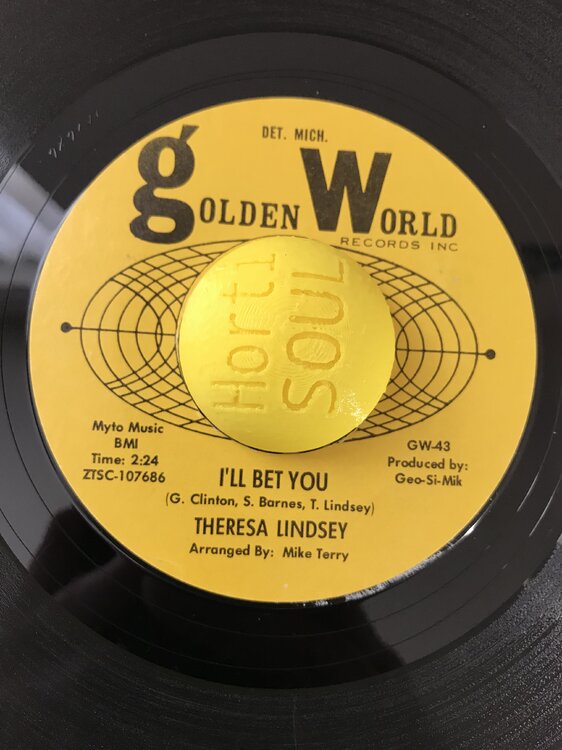 DET. MICH.
gOLDEN WORLD
RECORDS INC
Horti
SOUL
Myto Music
BMI
Time: 2:24
ZTSC-107686
GW-43
Produced by:
Geo-Si-Mik
I'LL BET YOU
(G. Clinton, S. Barnes, T. Lindsey)
THERESA LINDSEY
Arranged By: Mike Terry